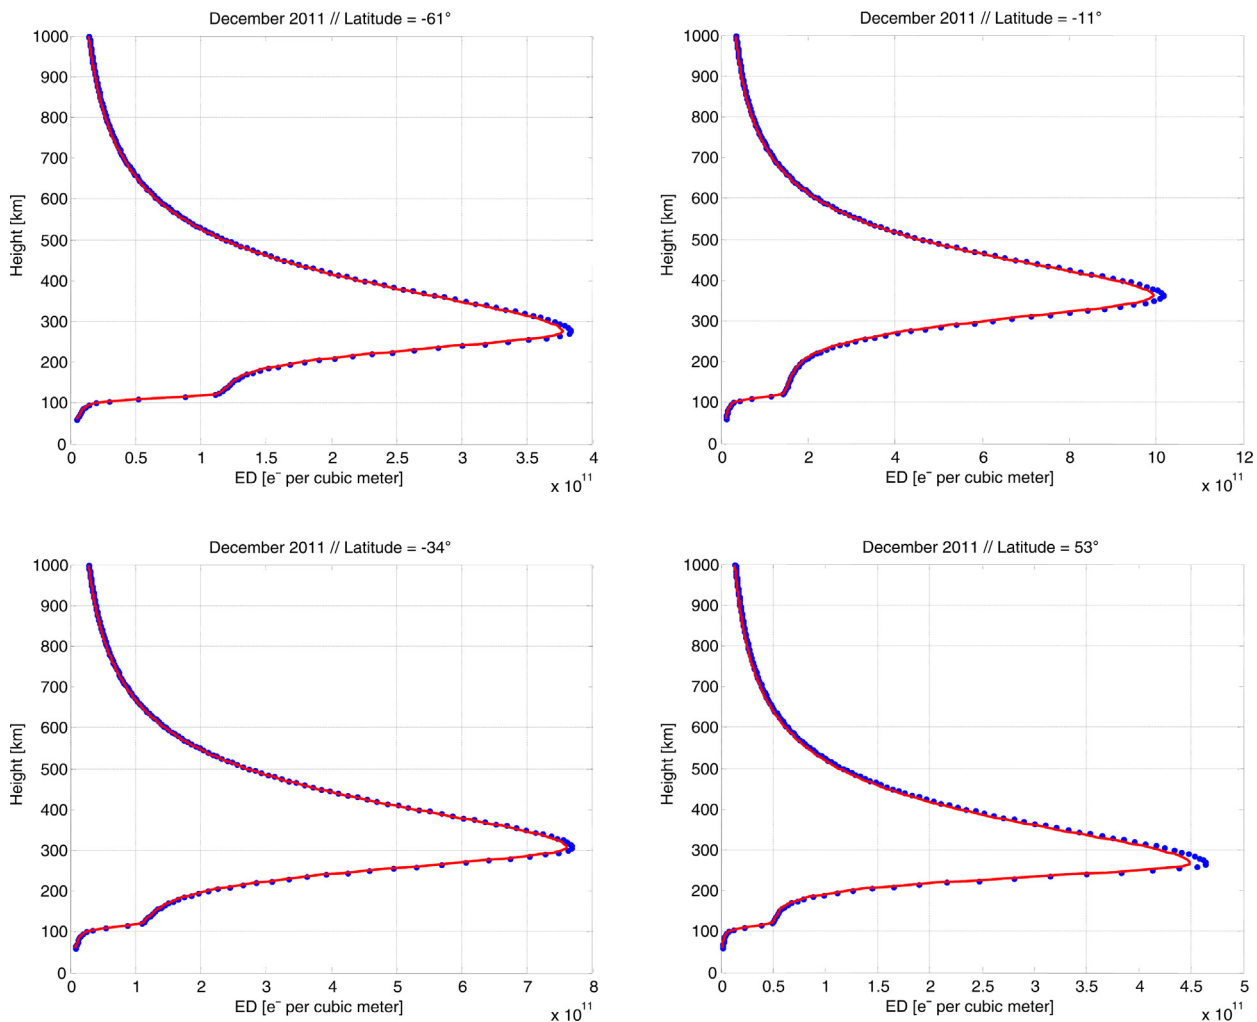 December 2011 // Latitude = -61°
1000
900
800
700
600
500
400
300
200
100
0
Height [km]
0 0.5 1 1.5 2 2.5 3 3.5 4
ED [e⁻ per cubic meter]
x 10¹¹
December 2011 // Latitude = -11°
1000
900
800
700
600
500
400
300
200
100
0
Height [km]
0 2 4 6 8 10 12
ED [e⁻ per cubic meter]
x 10¹¹
December 2011 // Latitude = -34°
1000
900
800
700
600
500
400
300
200
100
0
Height [km]
0 1 2 3 4 5 6 7 8
ED [e⁻ per cubic meter]
x 10¹¹
December 2011 // Latitude = 53°
1000
900
800
700
600
500
400
300
200
100
0
Height [km]
0 0.5 1 1.5 2 2.5 3 3.5 4 4.5 5
ED [e⁻ per cubic meter]
x 10¹¹